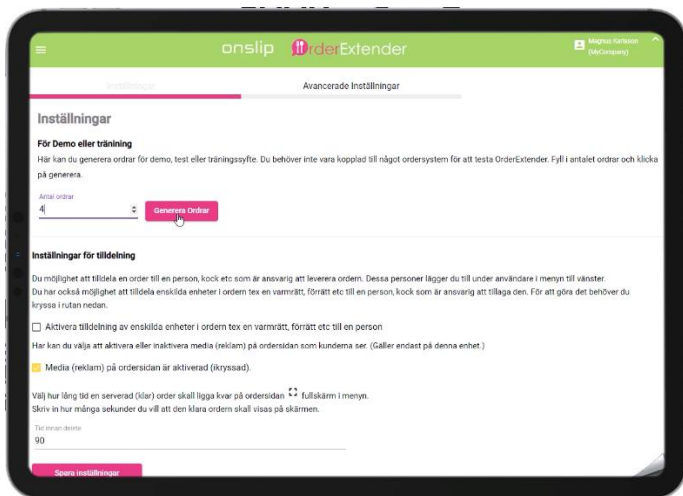 onslip OrderExtender
Magnus Karlsson
(MyCompany)
Inställningar
Avancerade Inställningar
Inställningar
För Demo eller träning
Här kan du generera ordrar för demo, test eller träningssyfte. Du behöver inte vara kopplad till något ordersystem för att testa OrderExtender. Fyll i antalet ordrar och klicka
på generera.
Antal ordrar
4
Generera Ordrar
Inställningar för tilldelning
Du möjlighet att tilldela en order till en person, kock etc som är ansvarig att leverera ordern. Dessa personer lägger du till under användare i menyn till vänster.
Du har också möjlighet att tilldela enskilda enheter i ordern tex en varmrätt, förrätt etc till en person, kock som är ansvarig att tillaga den. För att göra det behöver du
kryssa i rutan nedan.
Aktivera tilldelning av enskilda enheter i ordern tex en varmrätt, förrätt etc till en person
Har kan du välja att aktivera eller inaktivera media (reklam) på ordersidan som kunderna ser. (Gäller endast på denna enhet.)
Media (reklam) på ordersidan är aktiverad (ikryssad).
Välj hur lång tid en serverad (klar) order skall ligga kvar på ordersidan fullskärm i menyn.
Skriv in hur många sekunder du vill att den klara ordern skall visas på skärmen.
Tid innan delete
90
Spara inställningar